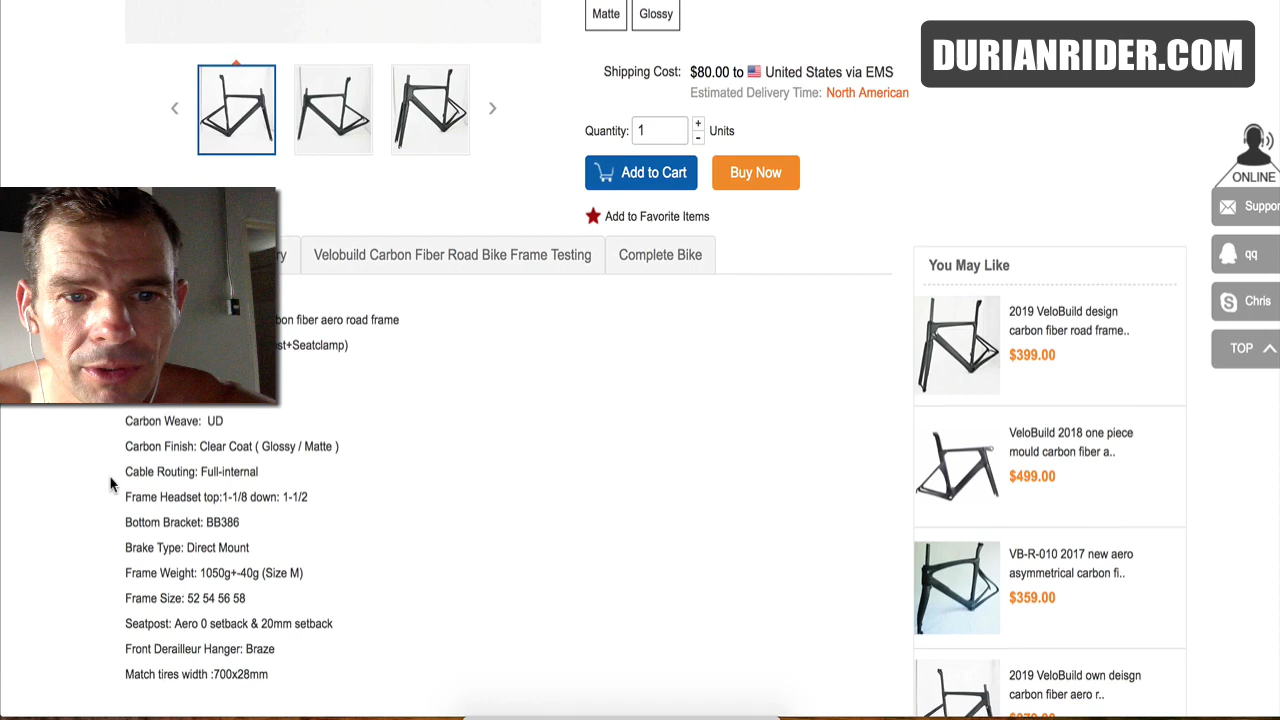 Matte Glossy
DURIANRIDER.COM
Shipping Cost: $80.00 to United States via EMS
Estimated Delivery Time: North American
Quantity: 1 + - Units
Add to Cart Buy Now
Add to Favorite Items
ONLINE
Suppor
qq
Chris
TOP
ry Velobuild Carbon Fiber Road Bike Frame Testing Complete Bike
bon fiber aero road frame
st+Seatclamp)
Carbon Weave: UD
Carbon Finish: Clear Coat ( Glossy / Matte )
Cable Routing: Full-internal
Frame Headset top:1-1/8 down: 1-1/2
Bottom Bracket: BB386
Brake Type: Direct Mount
Frame Weight: 1050g+-40g (Size M)
Frame Size: 52 54 56 58
Seatpost: Aero 0 setback & 20mm setback
Front Derailleur Hanger: Braze
Match tires width :700x28mm
You May Like
2019 VeloBuild design
carbon fiber road frame..
$399.00
VeloBuild 2018 one piece
mould carbon fiber a..
$499.00
VB-R-010 2017 new aero
asymmetrical carbon fi..
$359.00
2019 VeloBuild own deisgn
carbon fiber aero r..